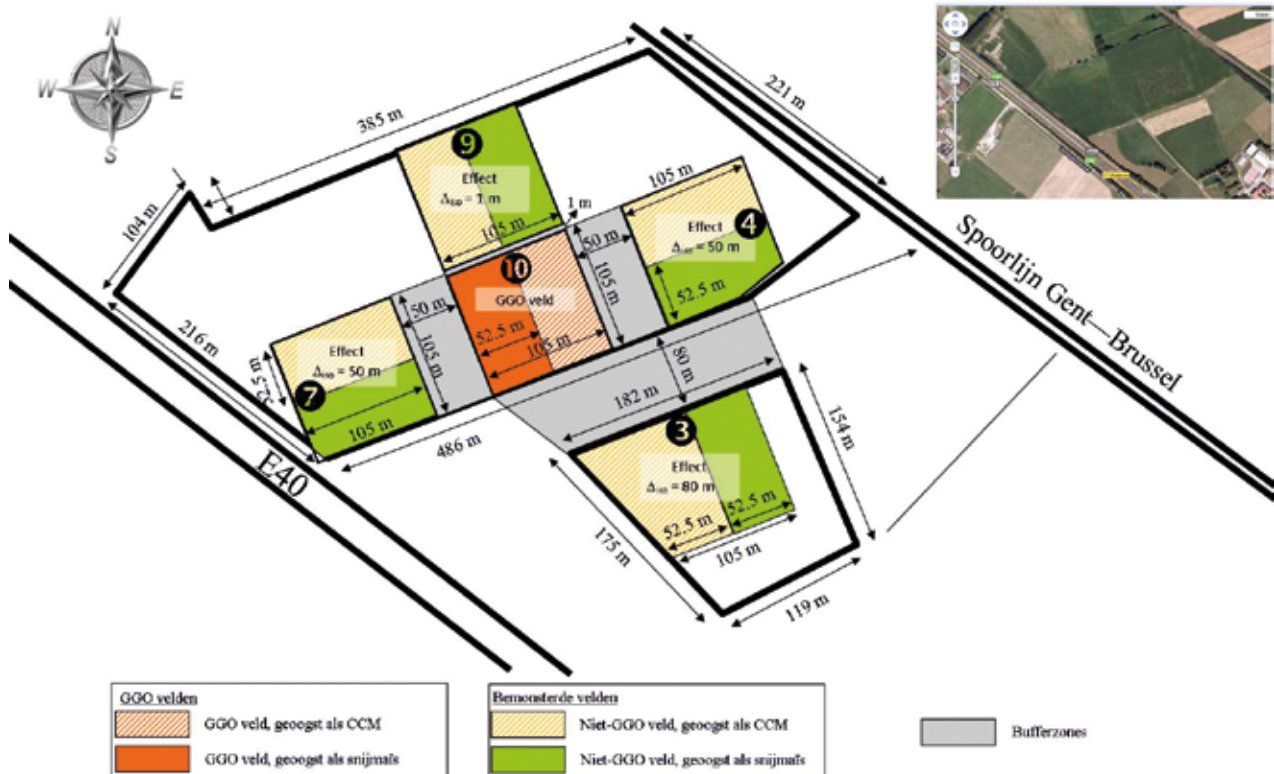 N
W
E
S
385 m
221 m
104 m
9
Effect
= 1 m
105 m
1 m
105 m
4
Effect
= 50 m
50 m
105 m
52.5 m
10
GGO veld
52.5 m
105 m
50 m
105 m
216 m
Effect
= 50 m
52.5 m
7
105 m
486 m
80 m
182 m
3
Effect
= 80 m
52.5 m
52.5 m
105 m
154 m
175 m
119 m
E40
Spoorlijn Gent—Brussel
GGO velden
GGO veld, geoogst als CCM
GGO veld, geoogst als snijmaïs
Bemonsterde velden
Niet-GGO veld, geoogst als CCM
Niet-GGO veld, geoogst als snijmaïs
Bufferzones